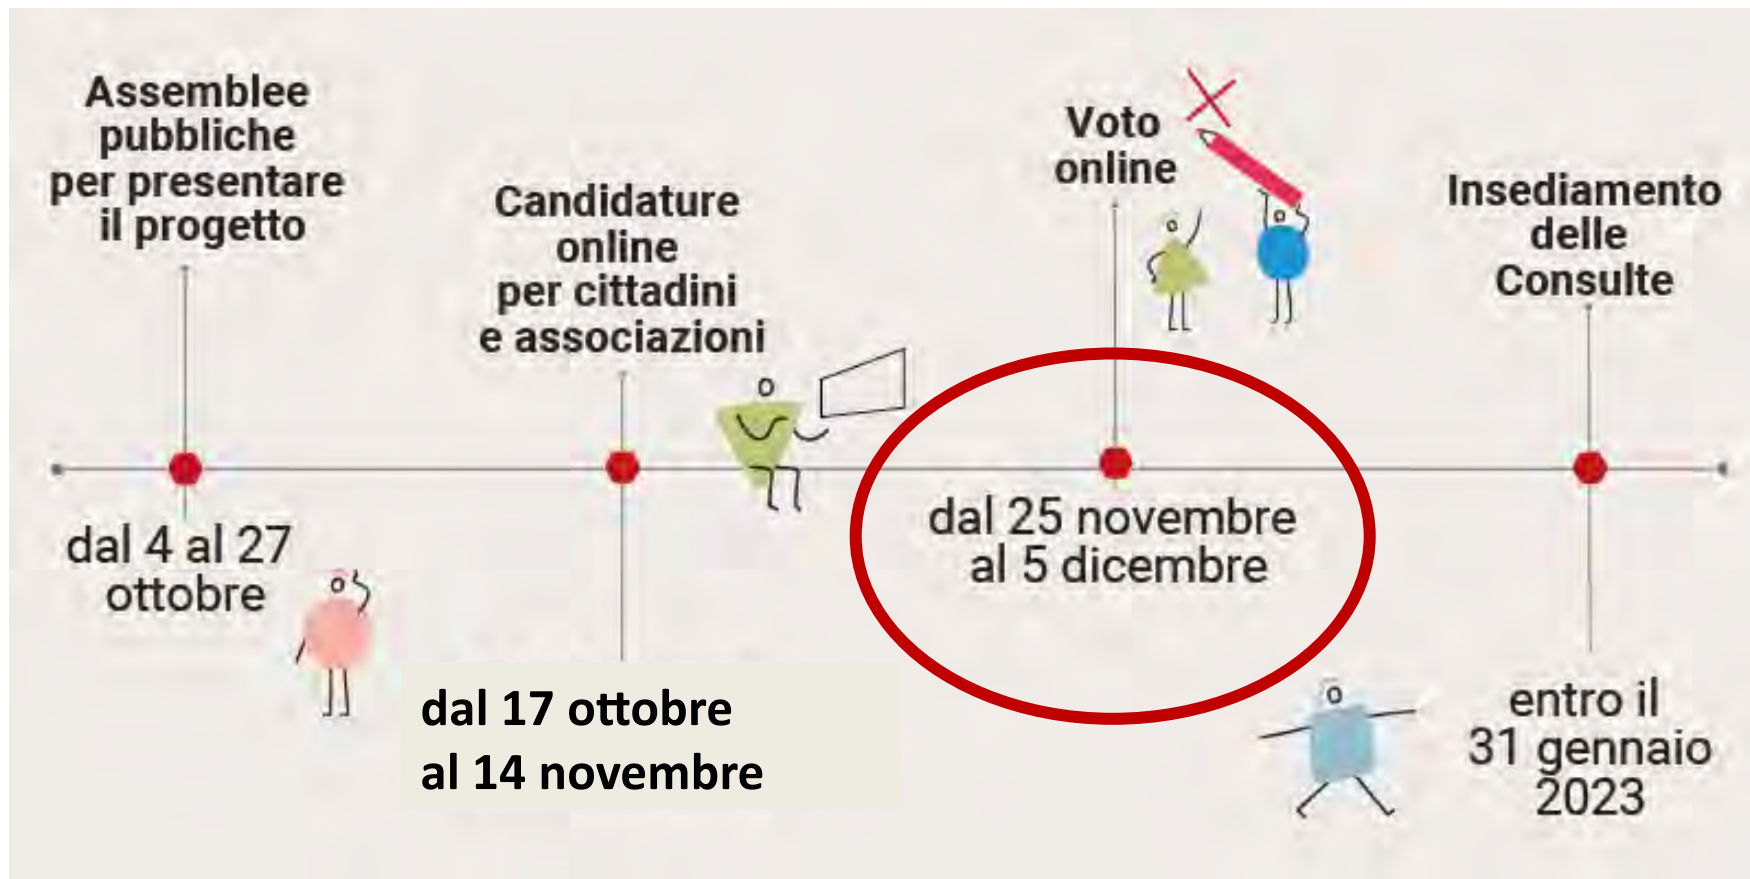 Assemblee
pubbliche
per presentare
il progetto
dal 4 al 27
ottobre
Candidature
online
per cittadini
e associazioni
dal 17 ottobre
al 14 novembre
Voto
online
dal 25 novembre
al 5 dicembre
Insediamento
delle
Consulte
entro il
31 gennaio
2023